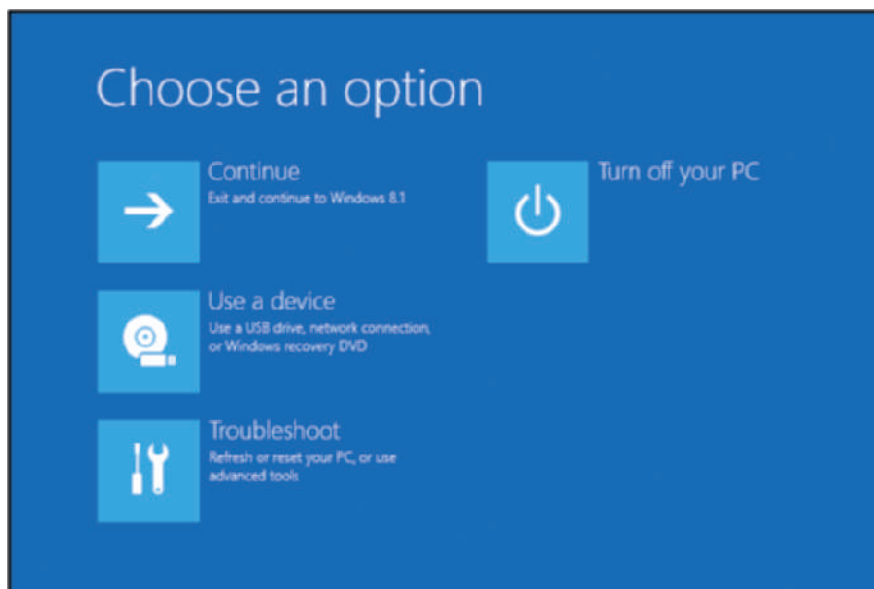 Choose an option
Continue
Exit and continue to Windows 8.1
Turn off your PC
Use a device
Use a USB drive, network connection,
or Windows recovery DVD
Troubleshoot
Refresh or reset your PC, or use
advanced tools